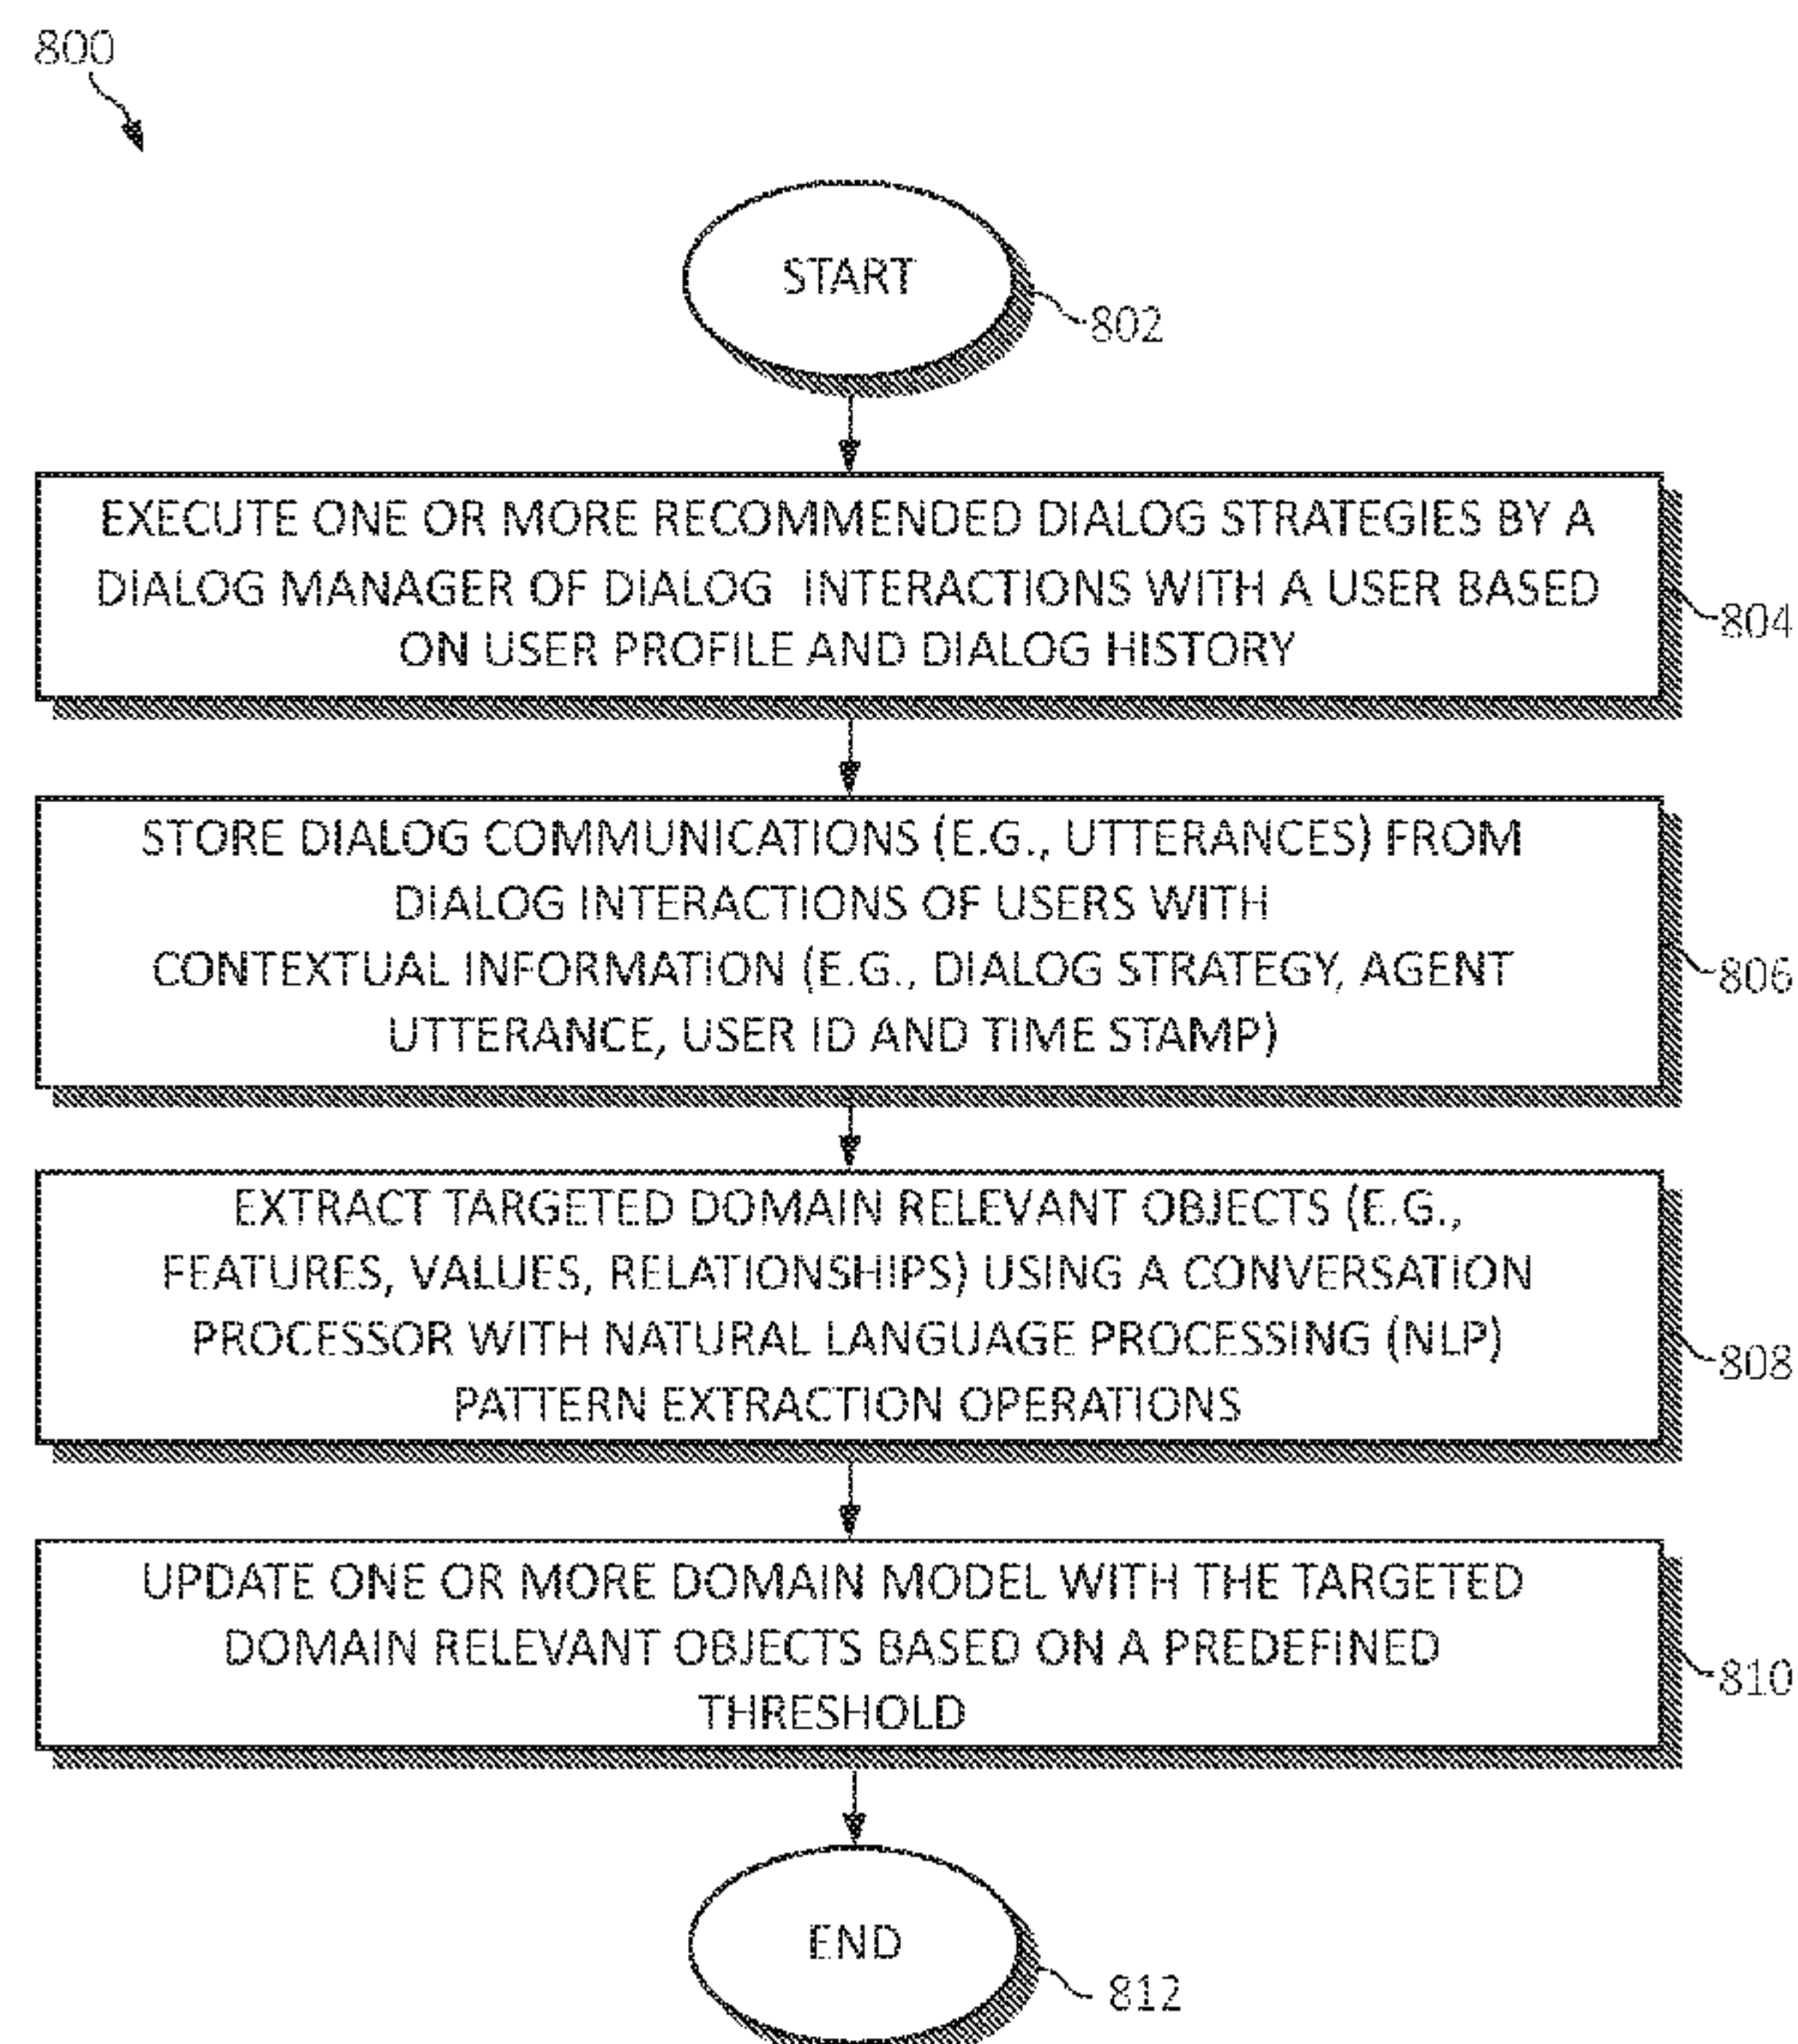 800
START
802
EXECUTE ONE OR MORE RECOMMENDED DIALOG STRATEGIES BY A
DIALOG MANAGER OF DIALOG INTERACTIONS WITH A USER BASED
ON USER PROFILE AND DIALOG HISTORY
804
STORE DIALOG COMMUNICATIONS (E.G., UTTERANCES) FROM
DIALOG INTERACTIONS OF USERS WITH
CONTEXTUAL INFORMATION (E.G., DIALOG STRATEGY, AGENT
UTTERANCE, USER ID AND TIME STAMP)
806
EXTRACT TARGETED DOMAIN RELEVANT OBJECTS (E.G.,
FEATURES, VALUES, RELATIONSHIPS) USING A CONVERSATION
PROCESSOR WITH NATURAL LANGUAGE PROCESSING (NLP)
PATTERN EXTRACTION OPERATIONS
808
UPDATE ONE OR MORE DOMAIN MODEL WITH THE TARGETED
DOMAIN RELEVANT OBJECTS BASED ON A PREDEFINED
THRESHOLD
810
END
812